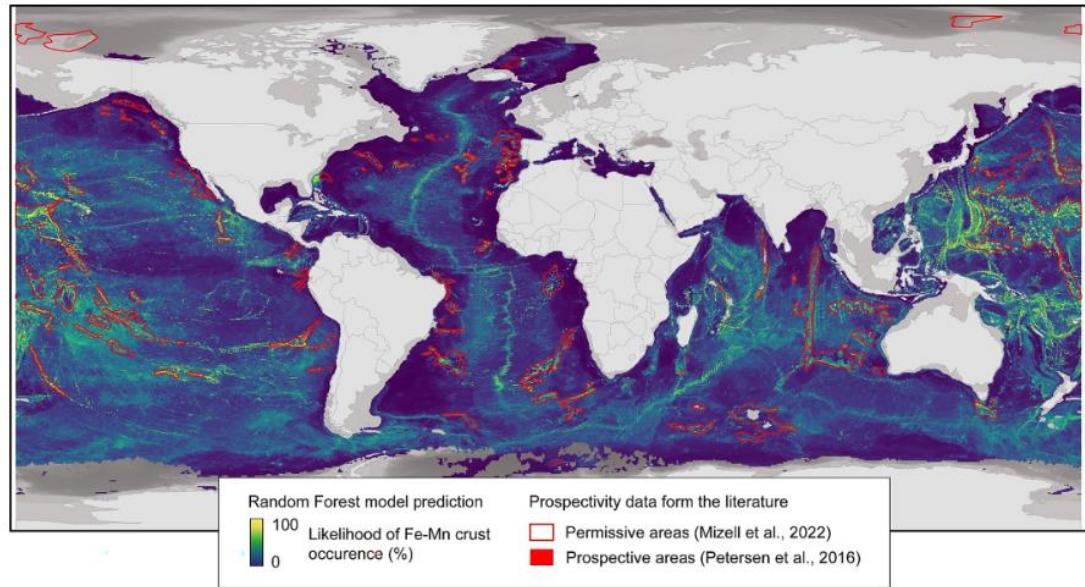 Random Forest model prediction
100
0
Likelihood of Fe-Mn crust
occurence (%)
Prospectivity data form the literature
Permissive areas (Mizell et al., 2022)
Prospective areas (Petersen et al., 2016)